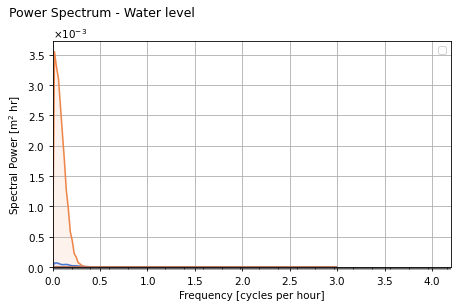 Power Spectrum - Water level
×10⁻³
Spectral Power [m² hr]
3.5
3.0
2.5
2.0
1.5
1.0
0.5
0.0
0.0 0.5 1.0 1.5 2.0 2.5 3.0 3.5 4.0
Frequency [cycles per hour]